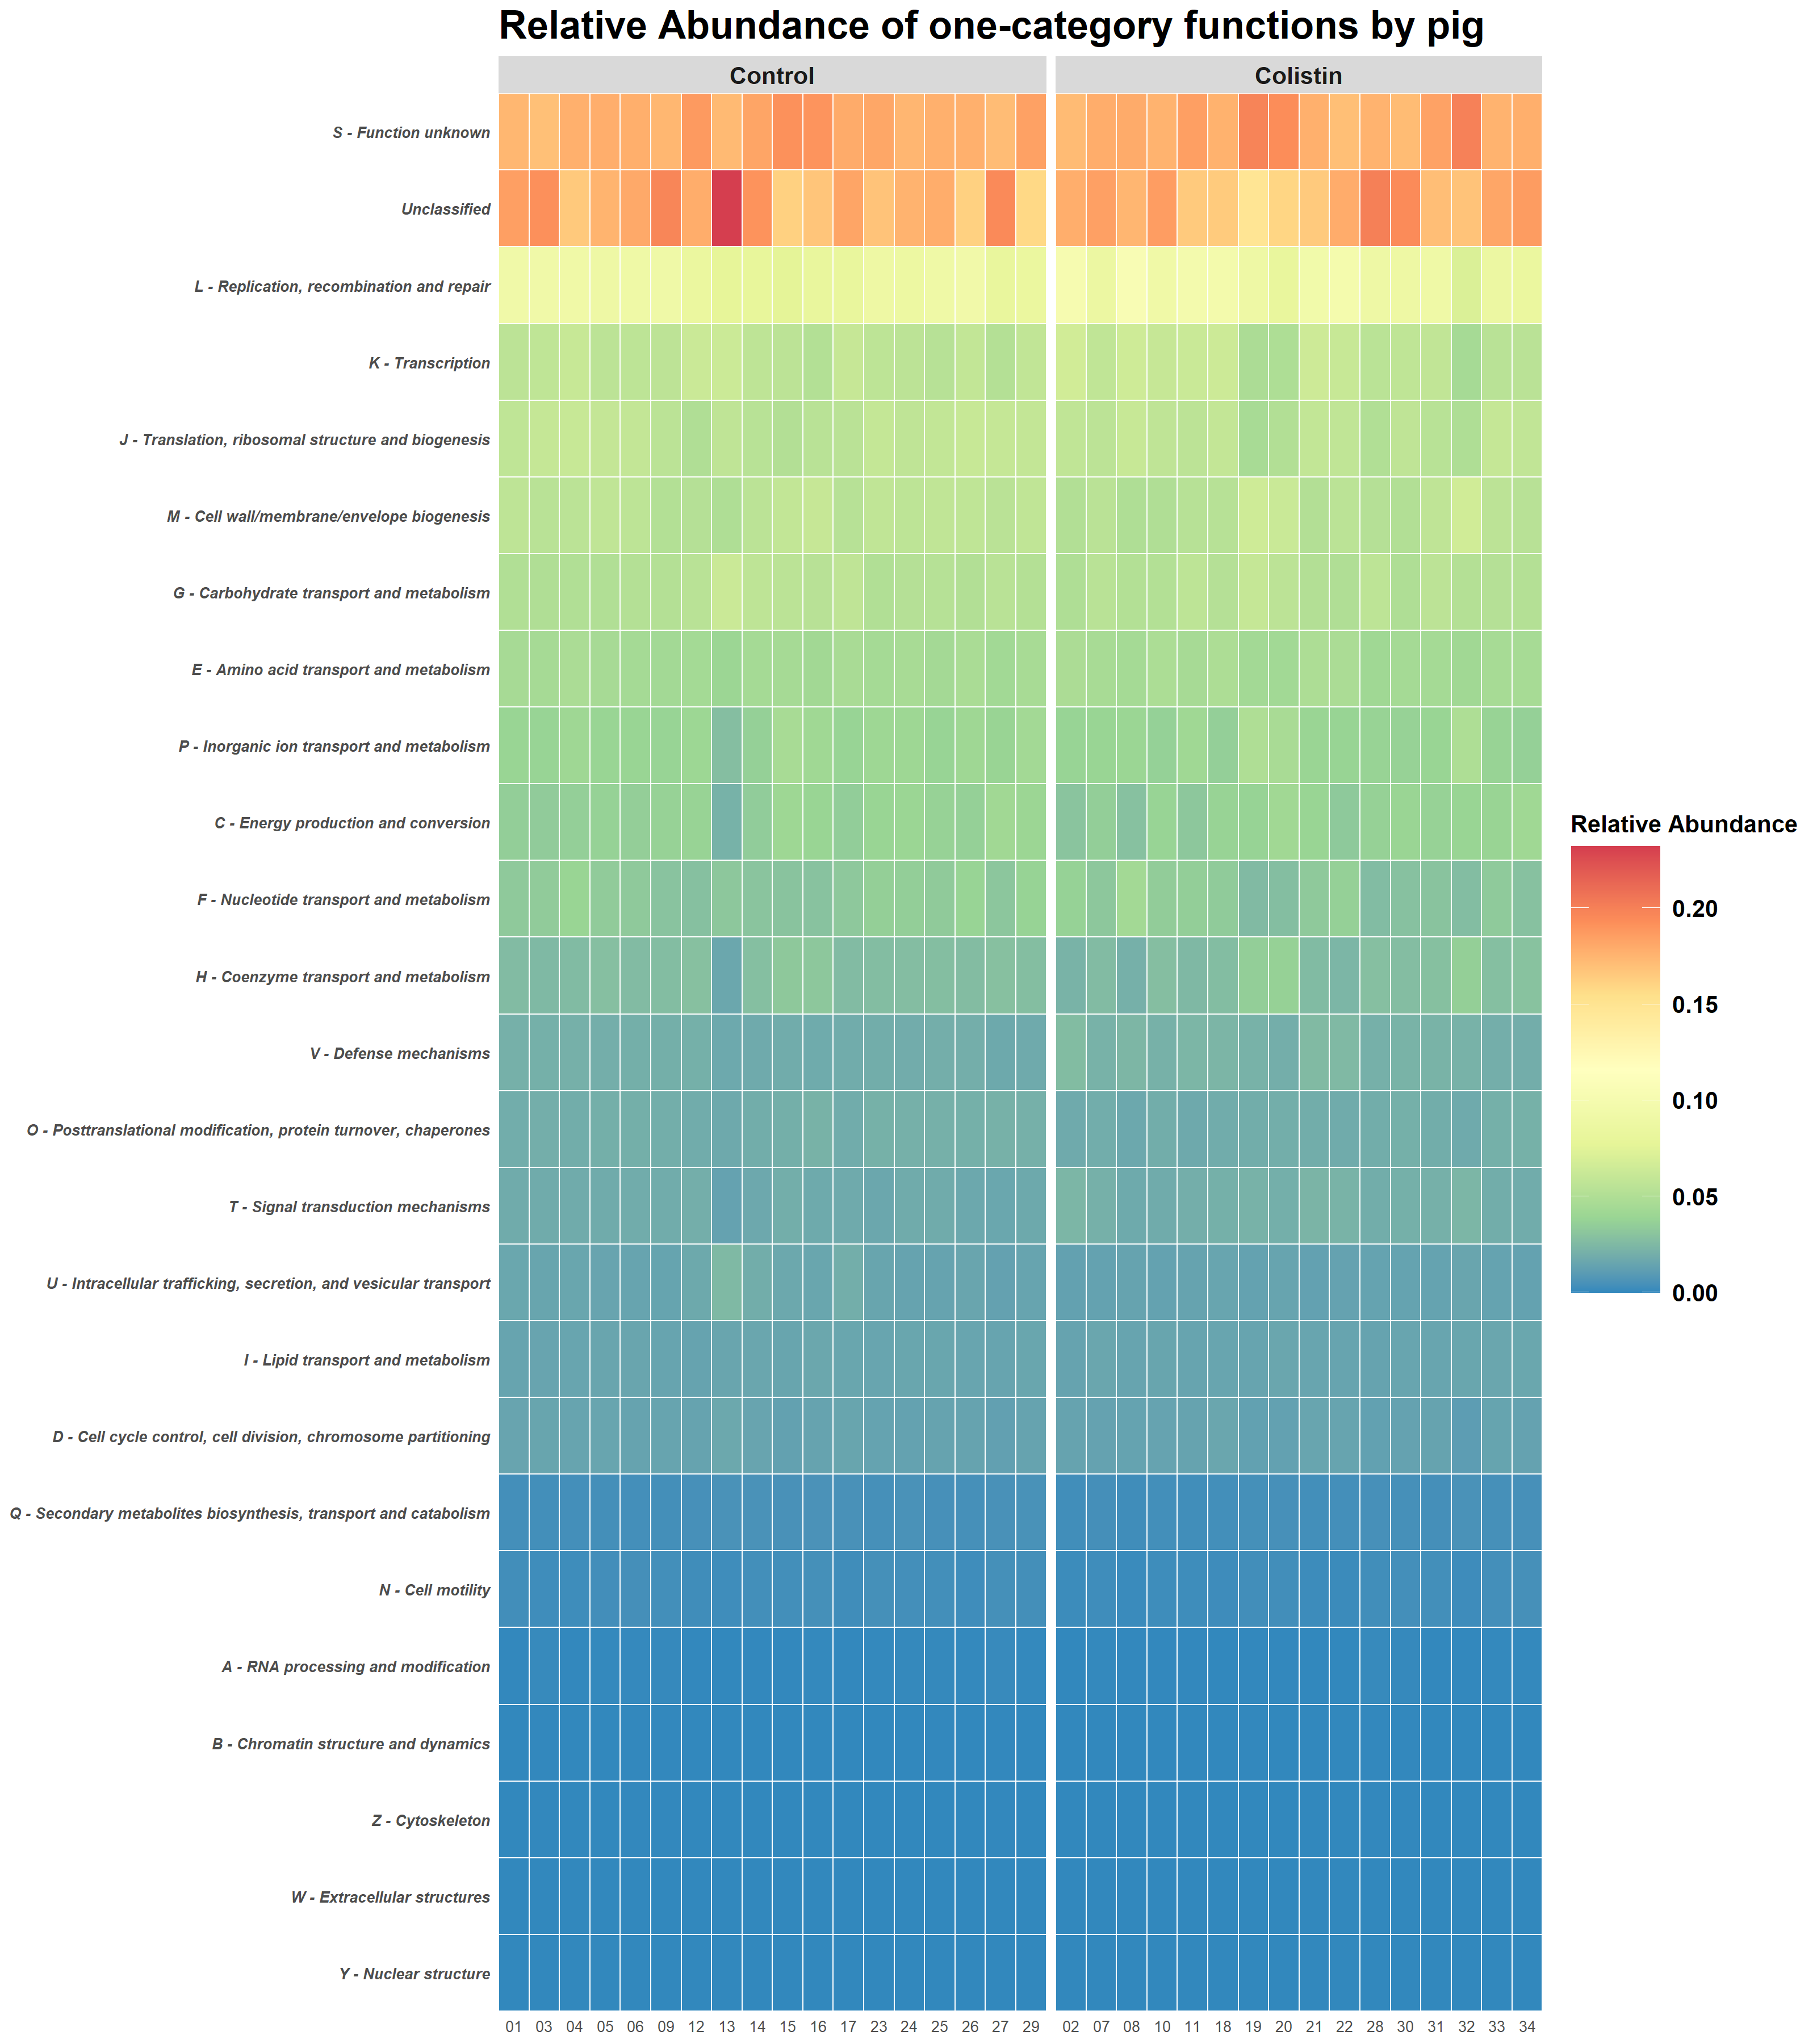 Relative Abundance of one-category functions by pig
Control
Colistin
S - Function unknown
Unclassified
L - Replication, recombination and repair
K - Transcription
J - Translation, ribosomal structure and biogenesis
M - Cell wall/membrane/envelope biogenesis
G - Carbohydrate transport and metabolism
E - Amino acid transport and metabolism
P - Inorganic ion transport and metabolism
C - Energy production and conversion
F - Nucleotide transport and metabolism
H - Coenzyme transport and metabolism
V - Defense mechanisms
O - Posttranslational modification, protein turnover, chaperones
T - Signal transduction mechanisms
U - Intracellular trafficking, secretion, and vesicular transport
I - Lipid transport and metabolism
D - Cell cycle control, cell division, chromosome partitioning
Q - Secondary metabolites biosynthesis, transport and catabolism
N - Cell motility
A - RNA processing and modification
B - Chromatin structure and dynamics
Z - Cytoskeleton
W - Extracellular structures
Y - Nuclear structure
01 03 04 05 06 09 12 13 14 15 16 17 23 24 25 26 27 29
02 07 08 10 11 18 19 20 21 22 28 30 31 32 33 34
Relative Abundance
0.20
0.15
0.10
0.05
0.00